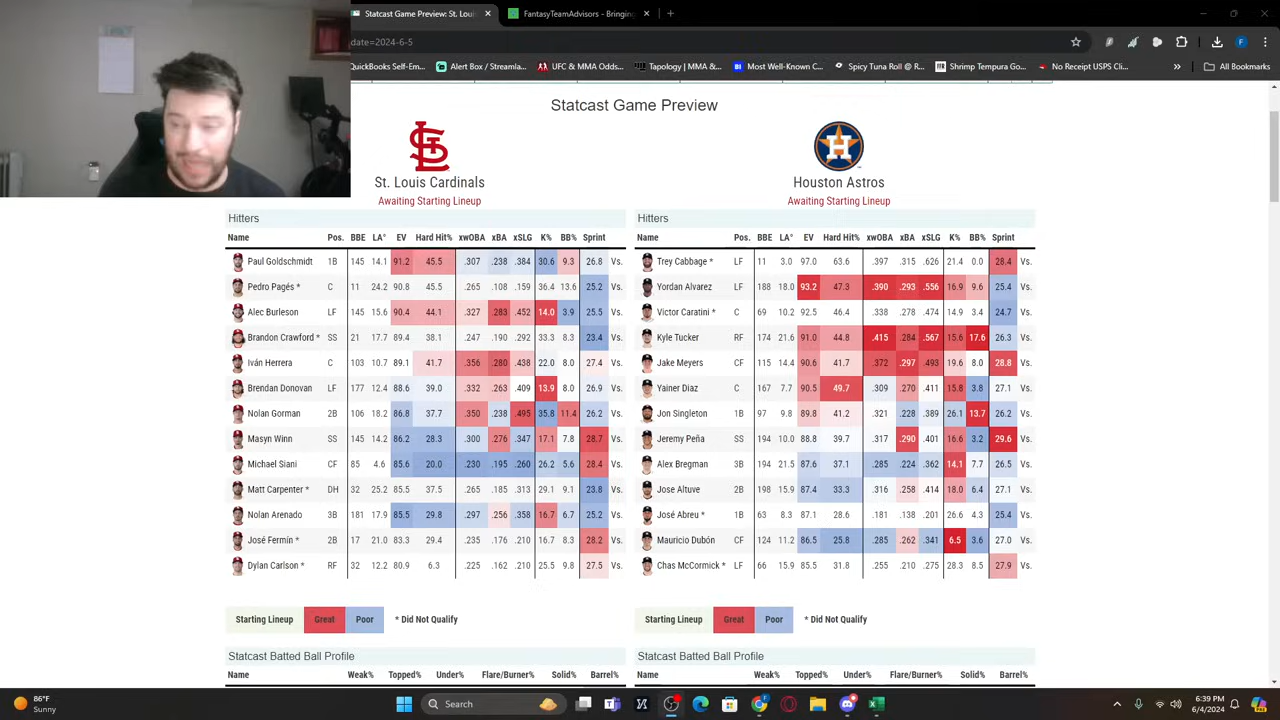 Statcast Game Preview: St. Loui
FantasyTeamAdvisors - Bringing
date=2024-6-5
QuickBooks Self-Em...
Alert Box / Streamla...
UFC & MMA Odds...
Tapology | MMA &...
Most Well-Known...
Spicy Tuna Roll @ R...
Shrimp Tempura Go...
No Receipt USPS Cli...
All Bookmarks
Statcast Game Preview
St. Louis Cardinals
Awaiting Starting Lineup
Houston Astros
Awaiting Starting Lineup
Hitters
Name Pos. BBE LA° EV Hard Hit% xwOBA xBA xSLG K% BB% Sprint
Paul Goldschmidt 1B 145 14.1 91.2 45.5 .307 .238 .384 30.6 9.3 26.8 Vs.
Pedro Pagés * C 11 24.2 90.8 45.5 .265 .108 .159 36.4 13.6 25.2 Vs.
Alec Burleson LF 145 15.6 90.4 44.1 .327 .283 .452 14.0 3.9 25.5 Vs.
Brandon Crawford * SS 21 17.7 89.4 38.1 .247 .190 .292 33.3 8.3 23.4 Vs.
Iván Herrera C 103 10.7 89.1 41.7 .356 .280 .438 22.0 8.0 27.4 Vs.
Brendan Donovan LF 177 12.4 88.6 39.0 .332 .263 .409 13.9 8.0 26.9 Vs.
Nolan Gorman 2B 106 18.2 86.8 37.7 .350 .238 .495 35.8 11.4 26.2 Vs.
Masyn Winn SS 145 14.2 86.2 28.3 .300 .276 .347 17.1 7.8 28.7 Vs.
Michael Siani CF 85 4.6 85.6 20.0 .230 .195 .260 26.2 5.6 28.4 Vs.
Matt Carpenter * DH 32 25.2 85.5 37.5 .265 .185 .313 29.1 9.1 23.8 Vs.
Nolan Arenado 3B 181 17.9 85.5 29.8 .297 .256 .358 16.7 6.7 25.2 Vs.
José Fermín * 2B 17 21.0 83.3 29.4 .235 .176 .210 16.7 8.3 28.2 Vs.
Dylan Carlson * RF 32 12.2 80.9 6.3 .225 .162 .210 25.5 9.8 27.5 Vs.
Starting Lineup Great Poor * Did Not Qualify
Statcast Batted Ball Profile
Name Weak% Topped% Under% Flare/Burner% Solid% Barrel%
Hitters
Name Pos. BBE LA° EV Hard Hit% xwOBA xBA xSLG K% BB% Sprint
Trey Cabbage * LF 11 3.0 97.0 63.6 .397 .315 .626 21.4 0.0 28.4 Vs.
Yordan Alvarez LF 188 18.0 93.2 47.3 .390 .293 .556 16.9 9.6 25.4 Vs.
Victor Caratini * C 69 10.2 92.5 46.4 .338 .278 .474 14.9 3.4 24.7 Vs.
Kyle Tucker RF 174 21.6 91.0 44.8 .415 .284 .567 15.6 17.6 26.3 Vs.
Jake Meyers CF 115 14.4 90.6 41.7 .372 .297 .493 19.6 8.0 28.8 Vs.
Yainer Diaz C 167 7.7 90.5 49.7 .309 .270 .411 15.8 3.8 27.1 Vs.
Jon Singleton 1B 97 9.8 89.8 41.2 .321 .228 .389 26.1 13.7 26.2 Vs.
Jeremy Peña SS 194 10.0 88.8 39.7 .317 .290 .401 16.6 3.2 29.6 Vs.
Alex Bregman 3B 194 21.5 87.6 37.1 .285 .224 .362 14.1 7.7 26.5 Vs.
Jose Altuve 2B 198 15.9 87.4 33.3 .316 .258 .414 18.0 6.4 27.1 Vs.
José Abreu * 1B 63 8.3 87.1 28.6 .181 .138 .201 26.6 4.3 25.4 Vs.
Mauricio Dubón CF 124 11.2 86.5 25.8 .285 .262 .341 6.5 3.6 27.0 Vs.
Chas McCormick * LF 66 15.9 85.5 31.8 .255 .210 .275 28.3 8.5 27.9 Vs.
Starting Lineup Great Poor * Did Not Qualify
Statcast Batted Ball Profile
Name Weak% Topped% Under% Flare/Burner% Solid% Barrel%
86°F
Sunny
Search
6:39 PM
6/4/2024